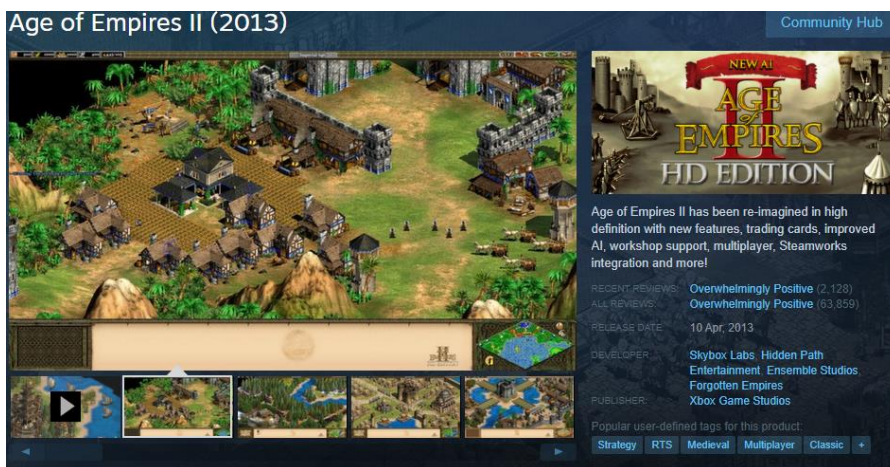 Age of Empires II (2013)
Community Hub
NEW AI
AGE
of
EMPIRES
II
HD EDITION
Age of Empires II has been re-imagined in high
definition with new features, trading cards, improved
AI, workshop support, multiplayer, Steamworks
integration and more!
RECENT REVIEWS: Overwhelmingly Positive (2,128)
ALL REVIEWS: Overwhelmingly Positive (63,859)
RELEASE DATE: 10 Apr, 2013
DEVELOPER: Skybox Labs, Hidden Path
Entertainment, Ensemble Studios,
Forgotten Empires
PUBLISHER: Xbox Game Studios
Popular user-defined tags for this product:
Strategy RTS Medieval Multiplayer Classic +